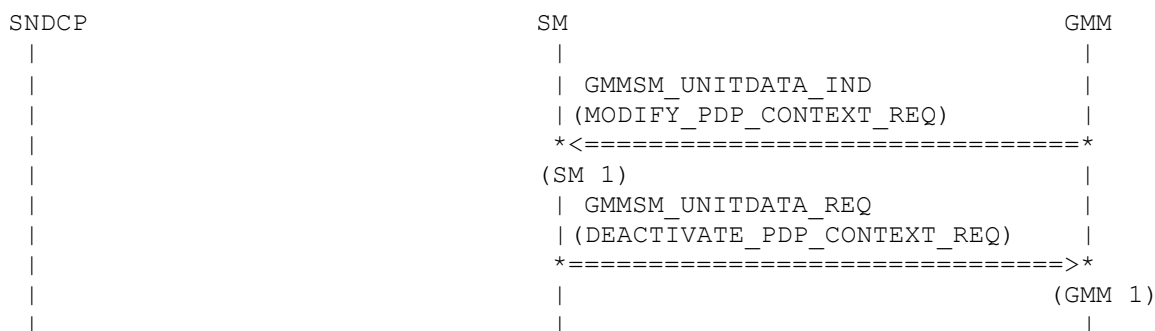 SNDCP SM GMM
| | |
| | GMMSM_UNITDATA_IND |
| |(MODIFY_PDP_CONTEXT_REQ) |
| *<===============================*
| (SM 1) |
| | GMMSM_UNITDATA_REQ |
| |(DEACTIVATE_PDP_CONTEXT_REQ) |
| *===============================>*
| | (GMM 1)
| | |